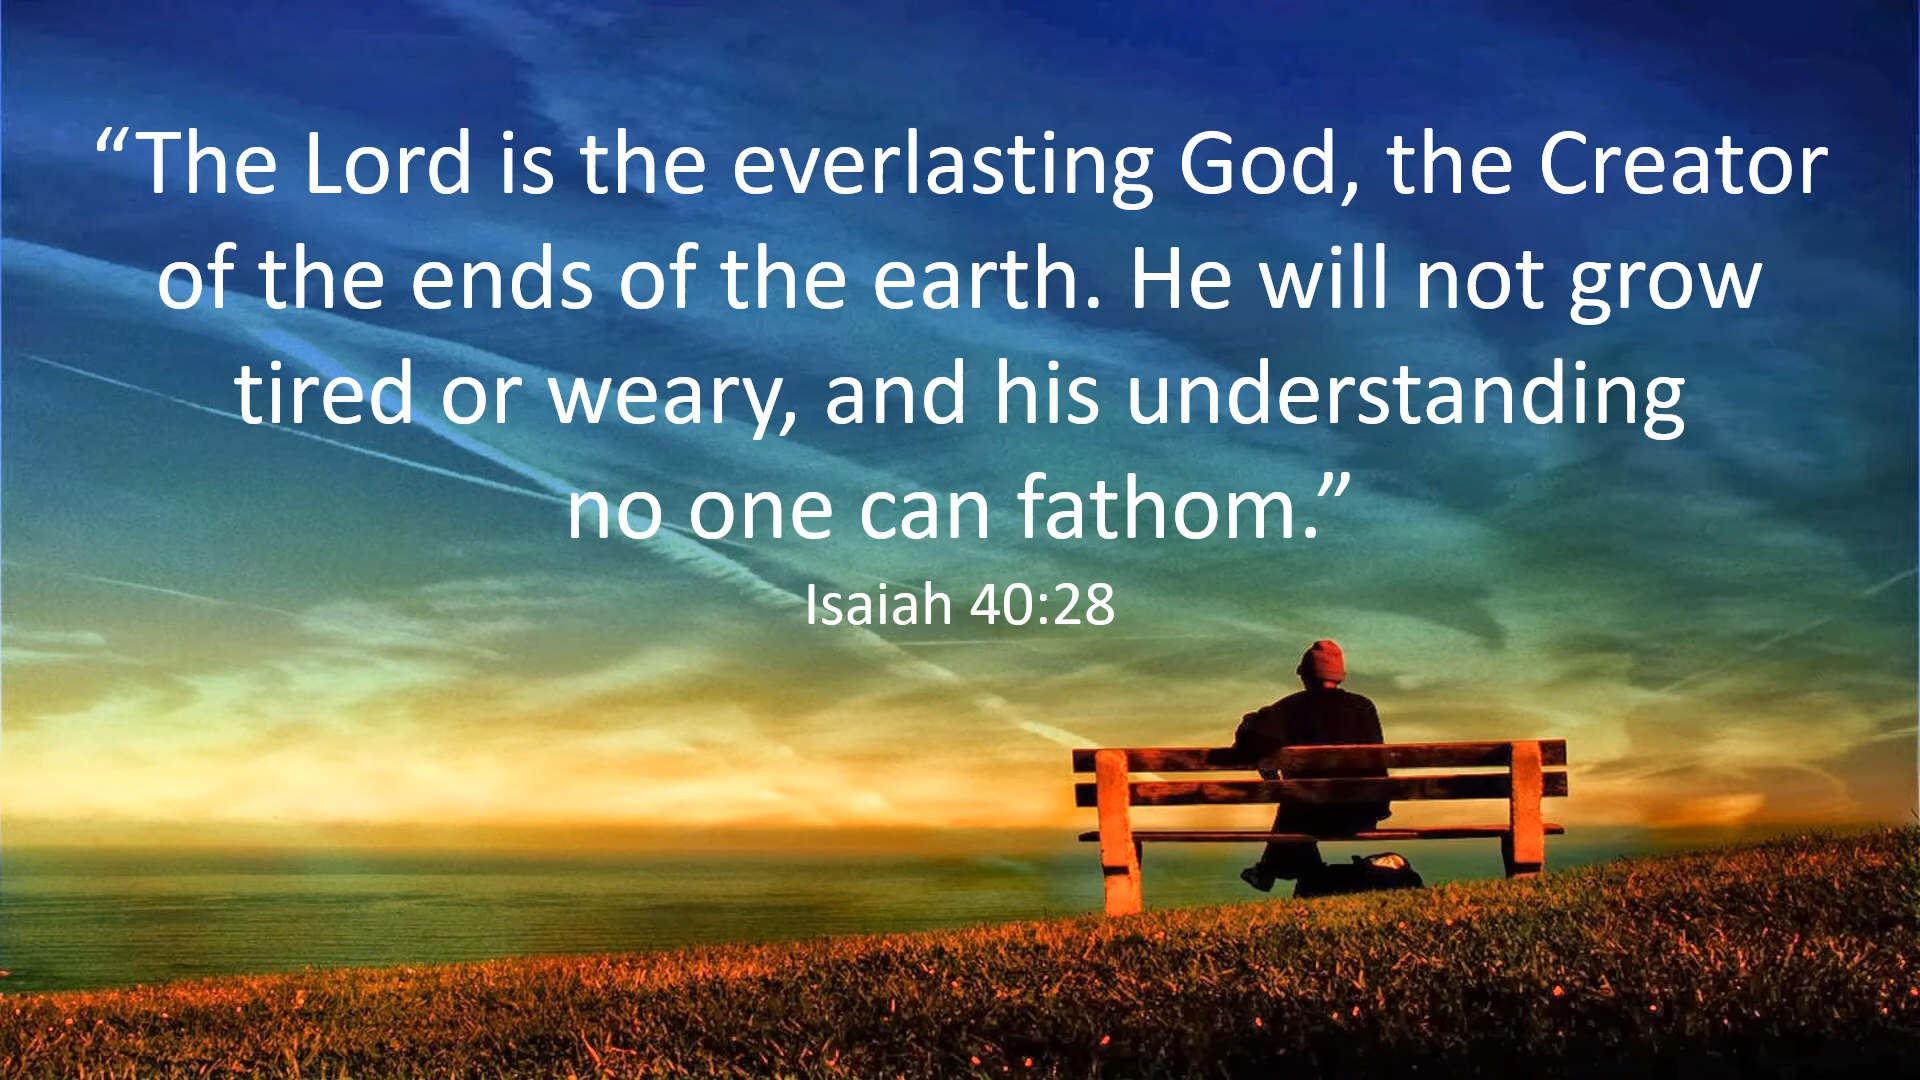 “The Lord is the everlasting God, the Creator
of the ends of the earth. He will not grow
tired or weary, and his understanding
no one can fathom.”
Isaiah 40:28